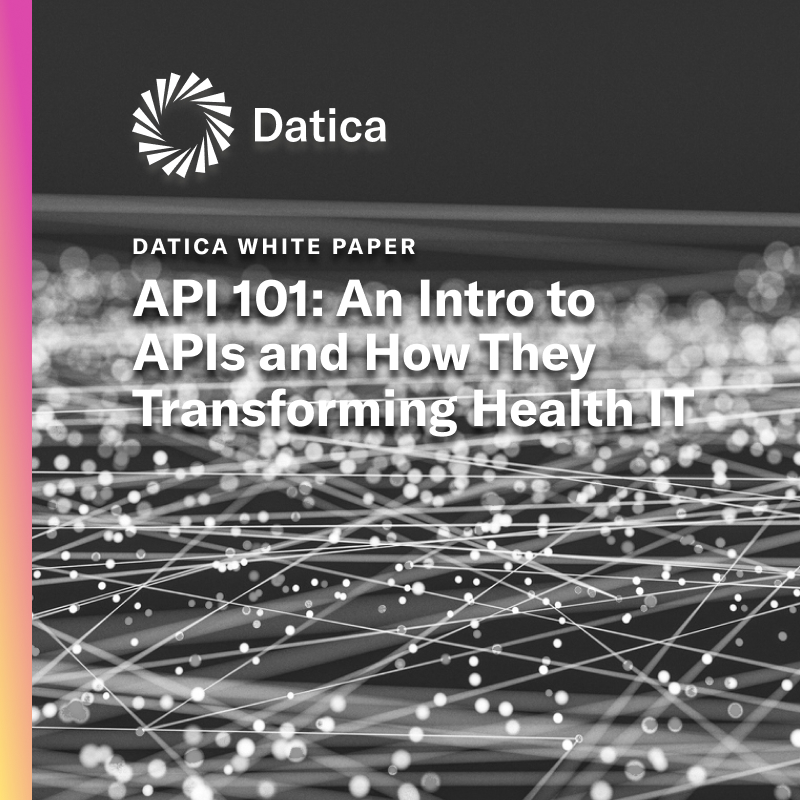 Datica
DATICA WHITE PAPER
API 101: An Intro to
APIs and How They
Transforming Health IT